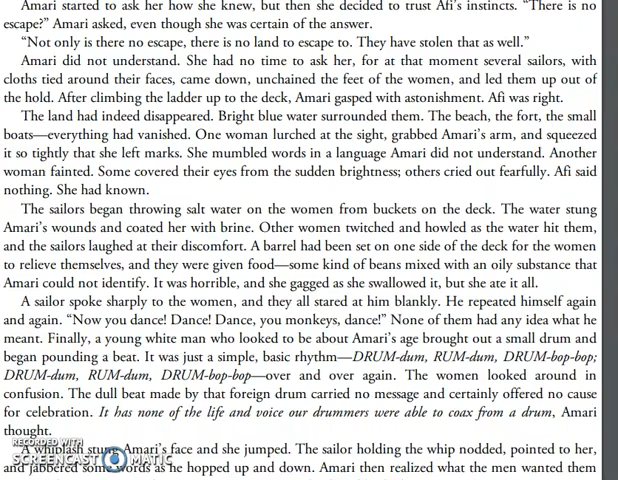 Amari started to ask her how she knew, but then she decided to trust Afi's instincts. "There is no
escape?" Amari asked, even though she was certain of the answer.
"Not only is there no escape, there is no land to escape to. They have stolen that as well."
Amari did not understand. She had no time to ask her, for at that moment several sailors, with
cloths tied around their faces, came down, unchained the feet of the women, and led them up out of
the hold. After climbing the ladder up to the deck, Amari gasped with astonishment. Afi was right.
The land had indeed disappeared. Bright blue water surrounded them. The beach, the fort, the small
boats—everything had vanished. One woman lurched at the sight, grabbed Amari's arm, and squeezed
it so tightly that she left marks. She mumbled words in a language Amari did not understand. Another
woman fainted. Some covered their eyes from the sudden brightness; others cried out fearfully. Afi said
nothing. She had known.
The sailors began throwing salt water on the women from buckets on the deck. The water stung
Amari's wounds and coated her with brine. Other women twitched and howled as the water hit them,
and the sailors laughed at their discomfort. A barrel had been set on one side of the deck for the women
to relieve themselves, and they were given food—some kind of beans mixed with an oily substance that
Amari could not identify. It was horrible, and she gagged as she swallowed it, but she ate it all.
A sailor spoke sharply to the women, and they all stared at him blankly. He repeated himself again
and again. "Now you dance! Dance! Dance, you monkeys, dance!" None of them had any idea what he
meant. Finally, a young white man who looked to be about Amari's age brought out a small drum and
began pounding a beat. It was just a simple, basic rhythm—DRUM-dum, RUM-dum, DRUM-bop-bop;
DRUM-dum, RUM-dum, DRUM-bop-bop—over and over again. The women looked around in
confusion. The dull beat made by that foreign drum carried no message and certainly offered no cause
for celebration. It has none of the life and voice our drummers were able to coax from a drum, Amari
thought.
A whiplash stung Amari's face and she jumped. The sailor holding the whip nodded, pointed to her,
and jabbered some words as he hopped up and down. Amari then realized what the men wanted them
RECORDED WITH
SCREENCAST MATIC